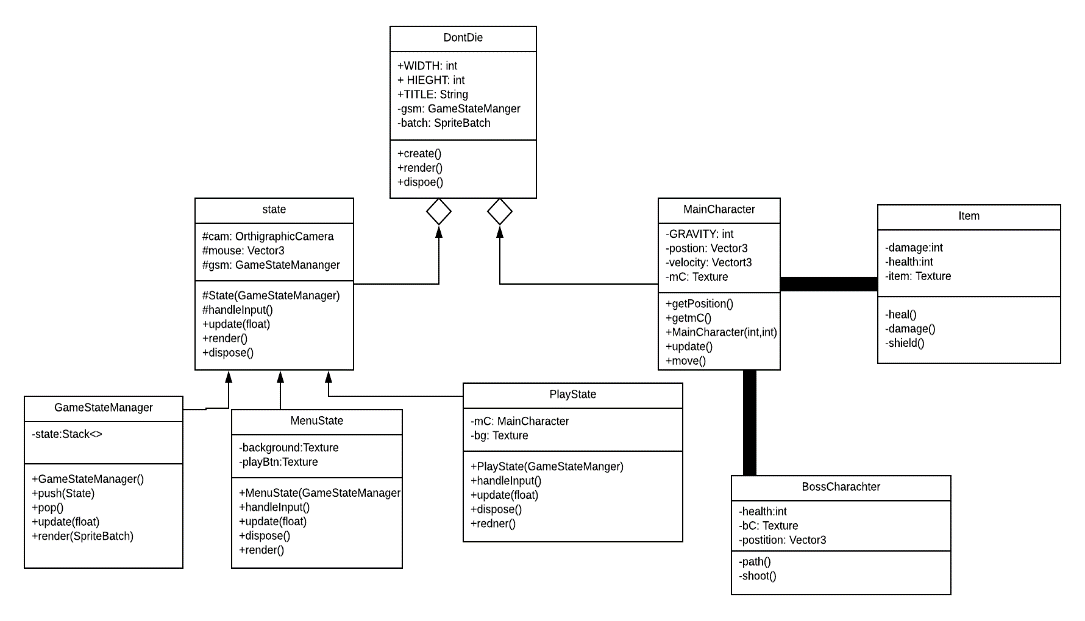 DontDie
+WIDTH: int
+ HIEGHT: int
+TITLE: String
-gsm: GameStateManger
-batch: SpriteBatch
+create()
+render()
+dispoe()
state
#cam: OrthigraphicCamera
#mouse: Vector3
#gsm: GameStateMananger
#State(GameStateManager)
#handleInput()
+update(float)
+render()
+dispose()
MainCharacter
-GRAVITY: int
-postion: Vector3
-velocity: Vectort3
-mC: Texture
+getPosition()
+getmC()
+MainCharacter(int,int)
+update()
+move()
Item
-damage:int
-health:int
-item: Texture
-heal()
-damage()
-shield()
GameStateManager
-state:Stack<>
+GameStateManager()
+push(State)
+pop()
+update(float)
+render(SpriteBatch)
MenuState
-background:Texture
-playBtn:Texture
+MenuState(GameStateManager
+handleInput()
+update(float)
+dispose()
+render()
PlayState
-mC: MainCharacter
-bg: Texture
+PlayState(GameStateManger)
+handleInput()
+update(float)
+dispose()
+redner()
BossCharachter
-health:int
-bC: Texture
-postition: Vector3
-path()
-shoot()